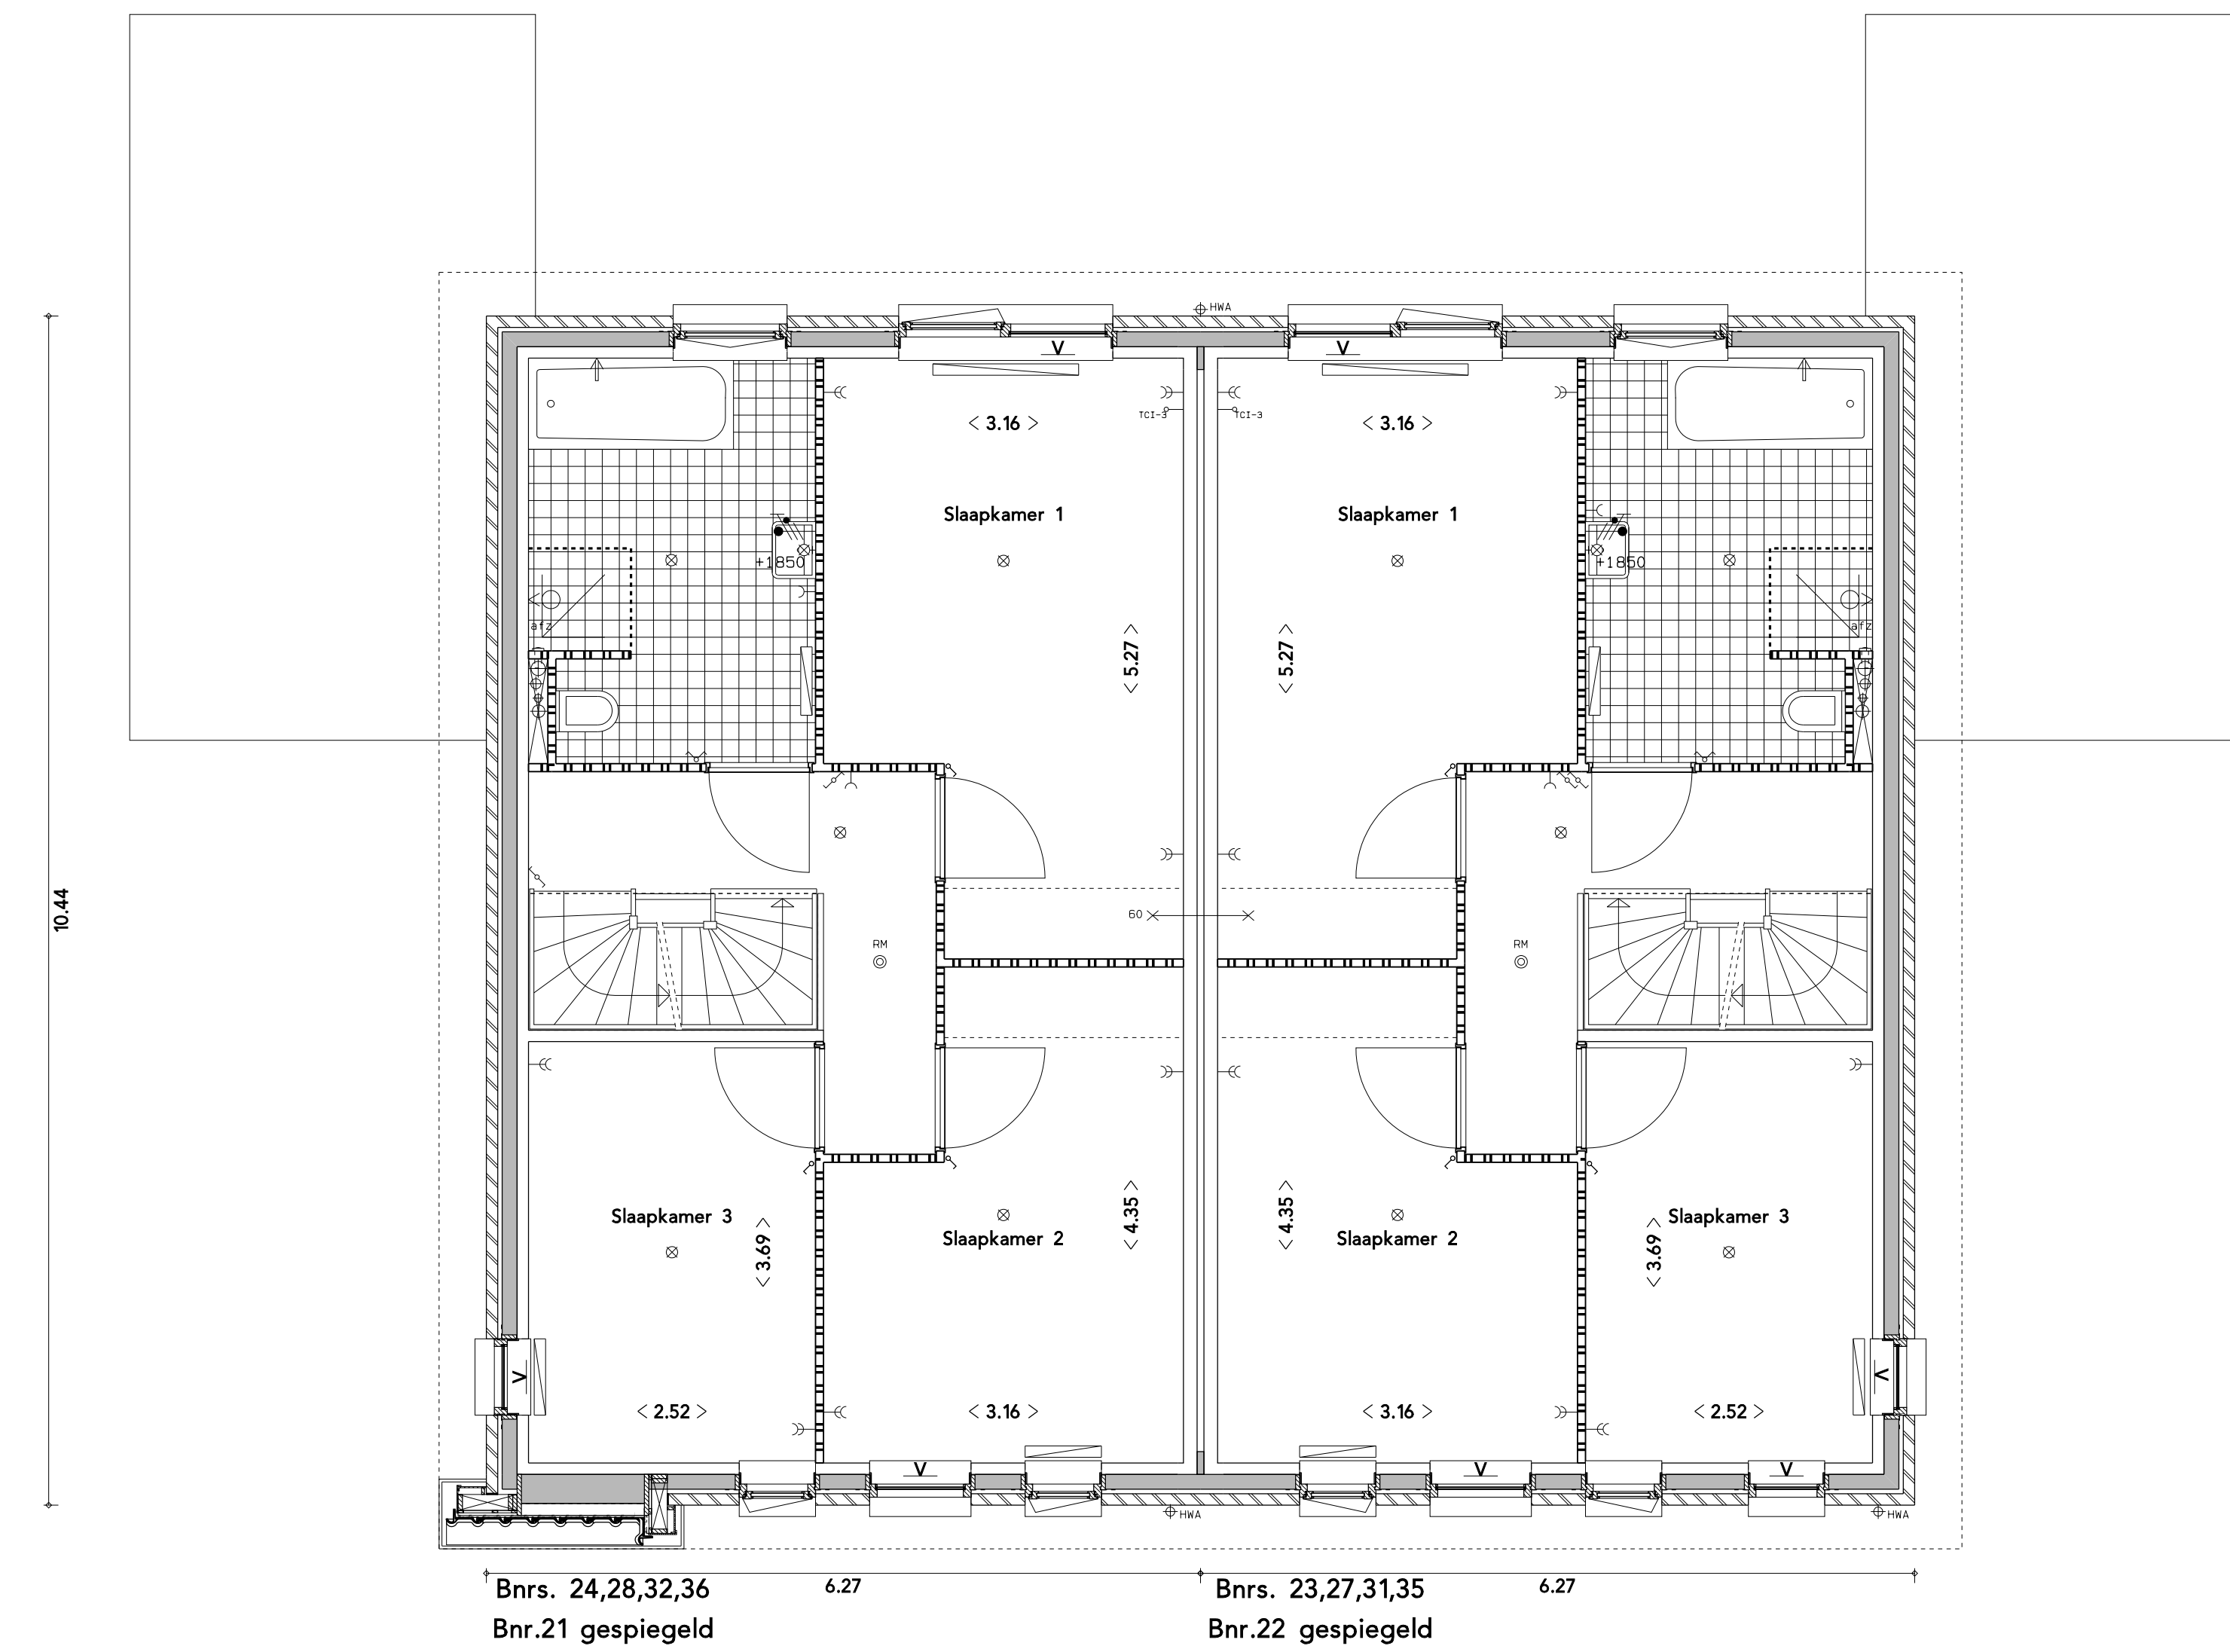 HWA
V V
TCI-3 TCI-3
< 3.16 > < 3.16 >
Slaapkamer 1 Slaapkamer 1
+1850 +1850
afz afz
< 5.27 > < 5.27 >
10.44
60
RM RM
< 4.35 > < 4.35 >
Slaapkamer 3 Slaapkamer 3
< 3.69 > < 3.69 >
Slaapkamer 2 Slaapkamer 2
V V
< 2.52 > < 3.16 > < 3.16 > < 2.52 >
V V V
HWA HWA
Bnrs. 24,28,32,36 6.27 Bnrs. 23,27,31,35 6.27
Bnr.21 gespiegeld Bnr.22 gespiegeld